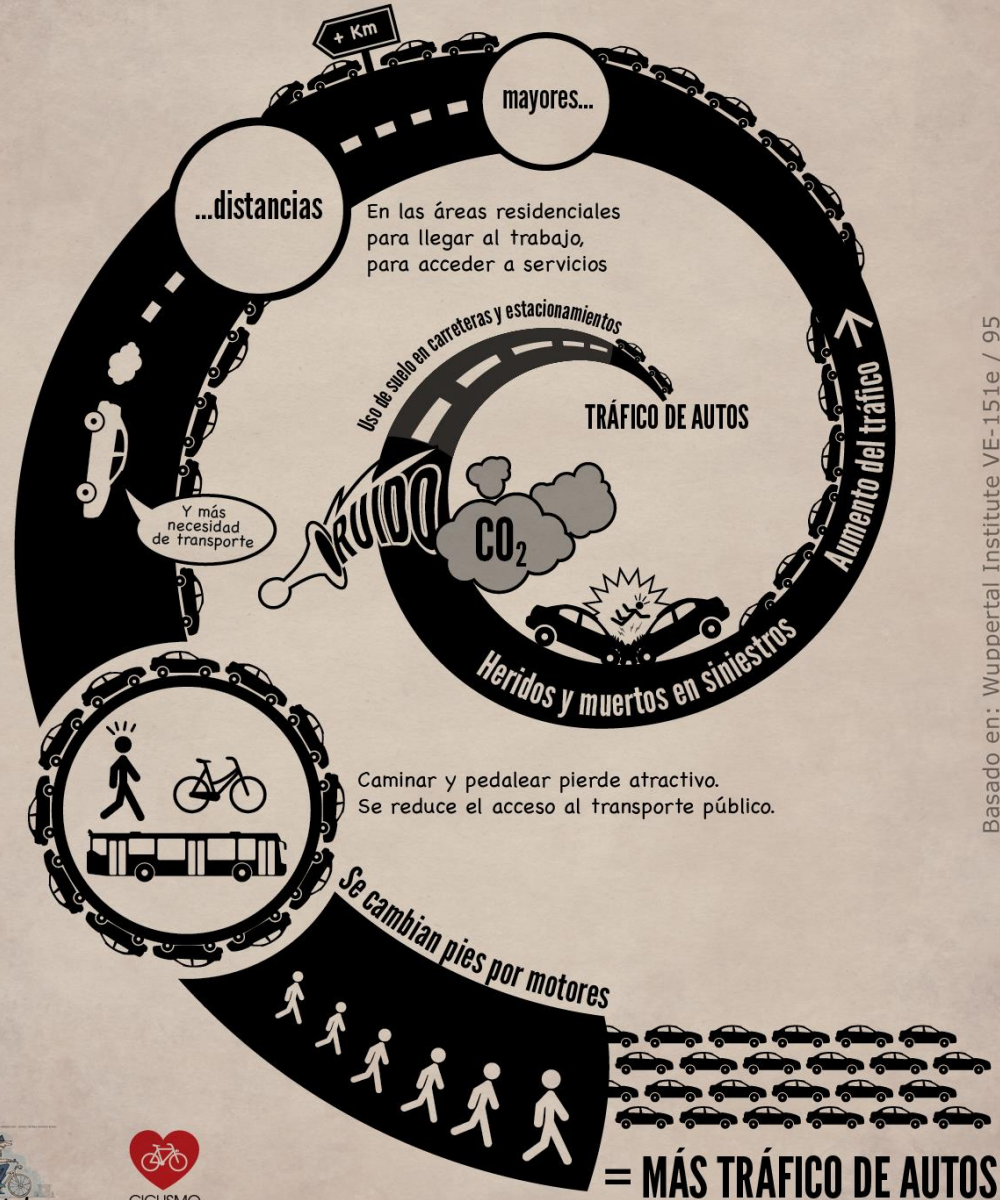 TRÁFICO DE AUTOS
Uso de suelo en carreteras y estacionamientos
RUIDO
CO2
Heridos y muertos en siniestros
Aumento del tráfico
mayores...
+ Km
...distancias
En las áreas residenciales
para llegar al trabajo,
para acceder a servicios
Y más
necesidad
de transporte
Caminar y pedalear pierde atractivo.
Se reduce el acceso al transporte público.
Se cambian pies por motores
= MÁS TRÁFICO DE AUTOS
Basado en: Wuppertal Institute VE-151e / 95
CICLISMO